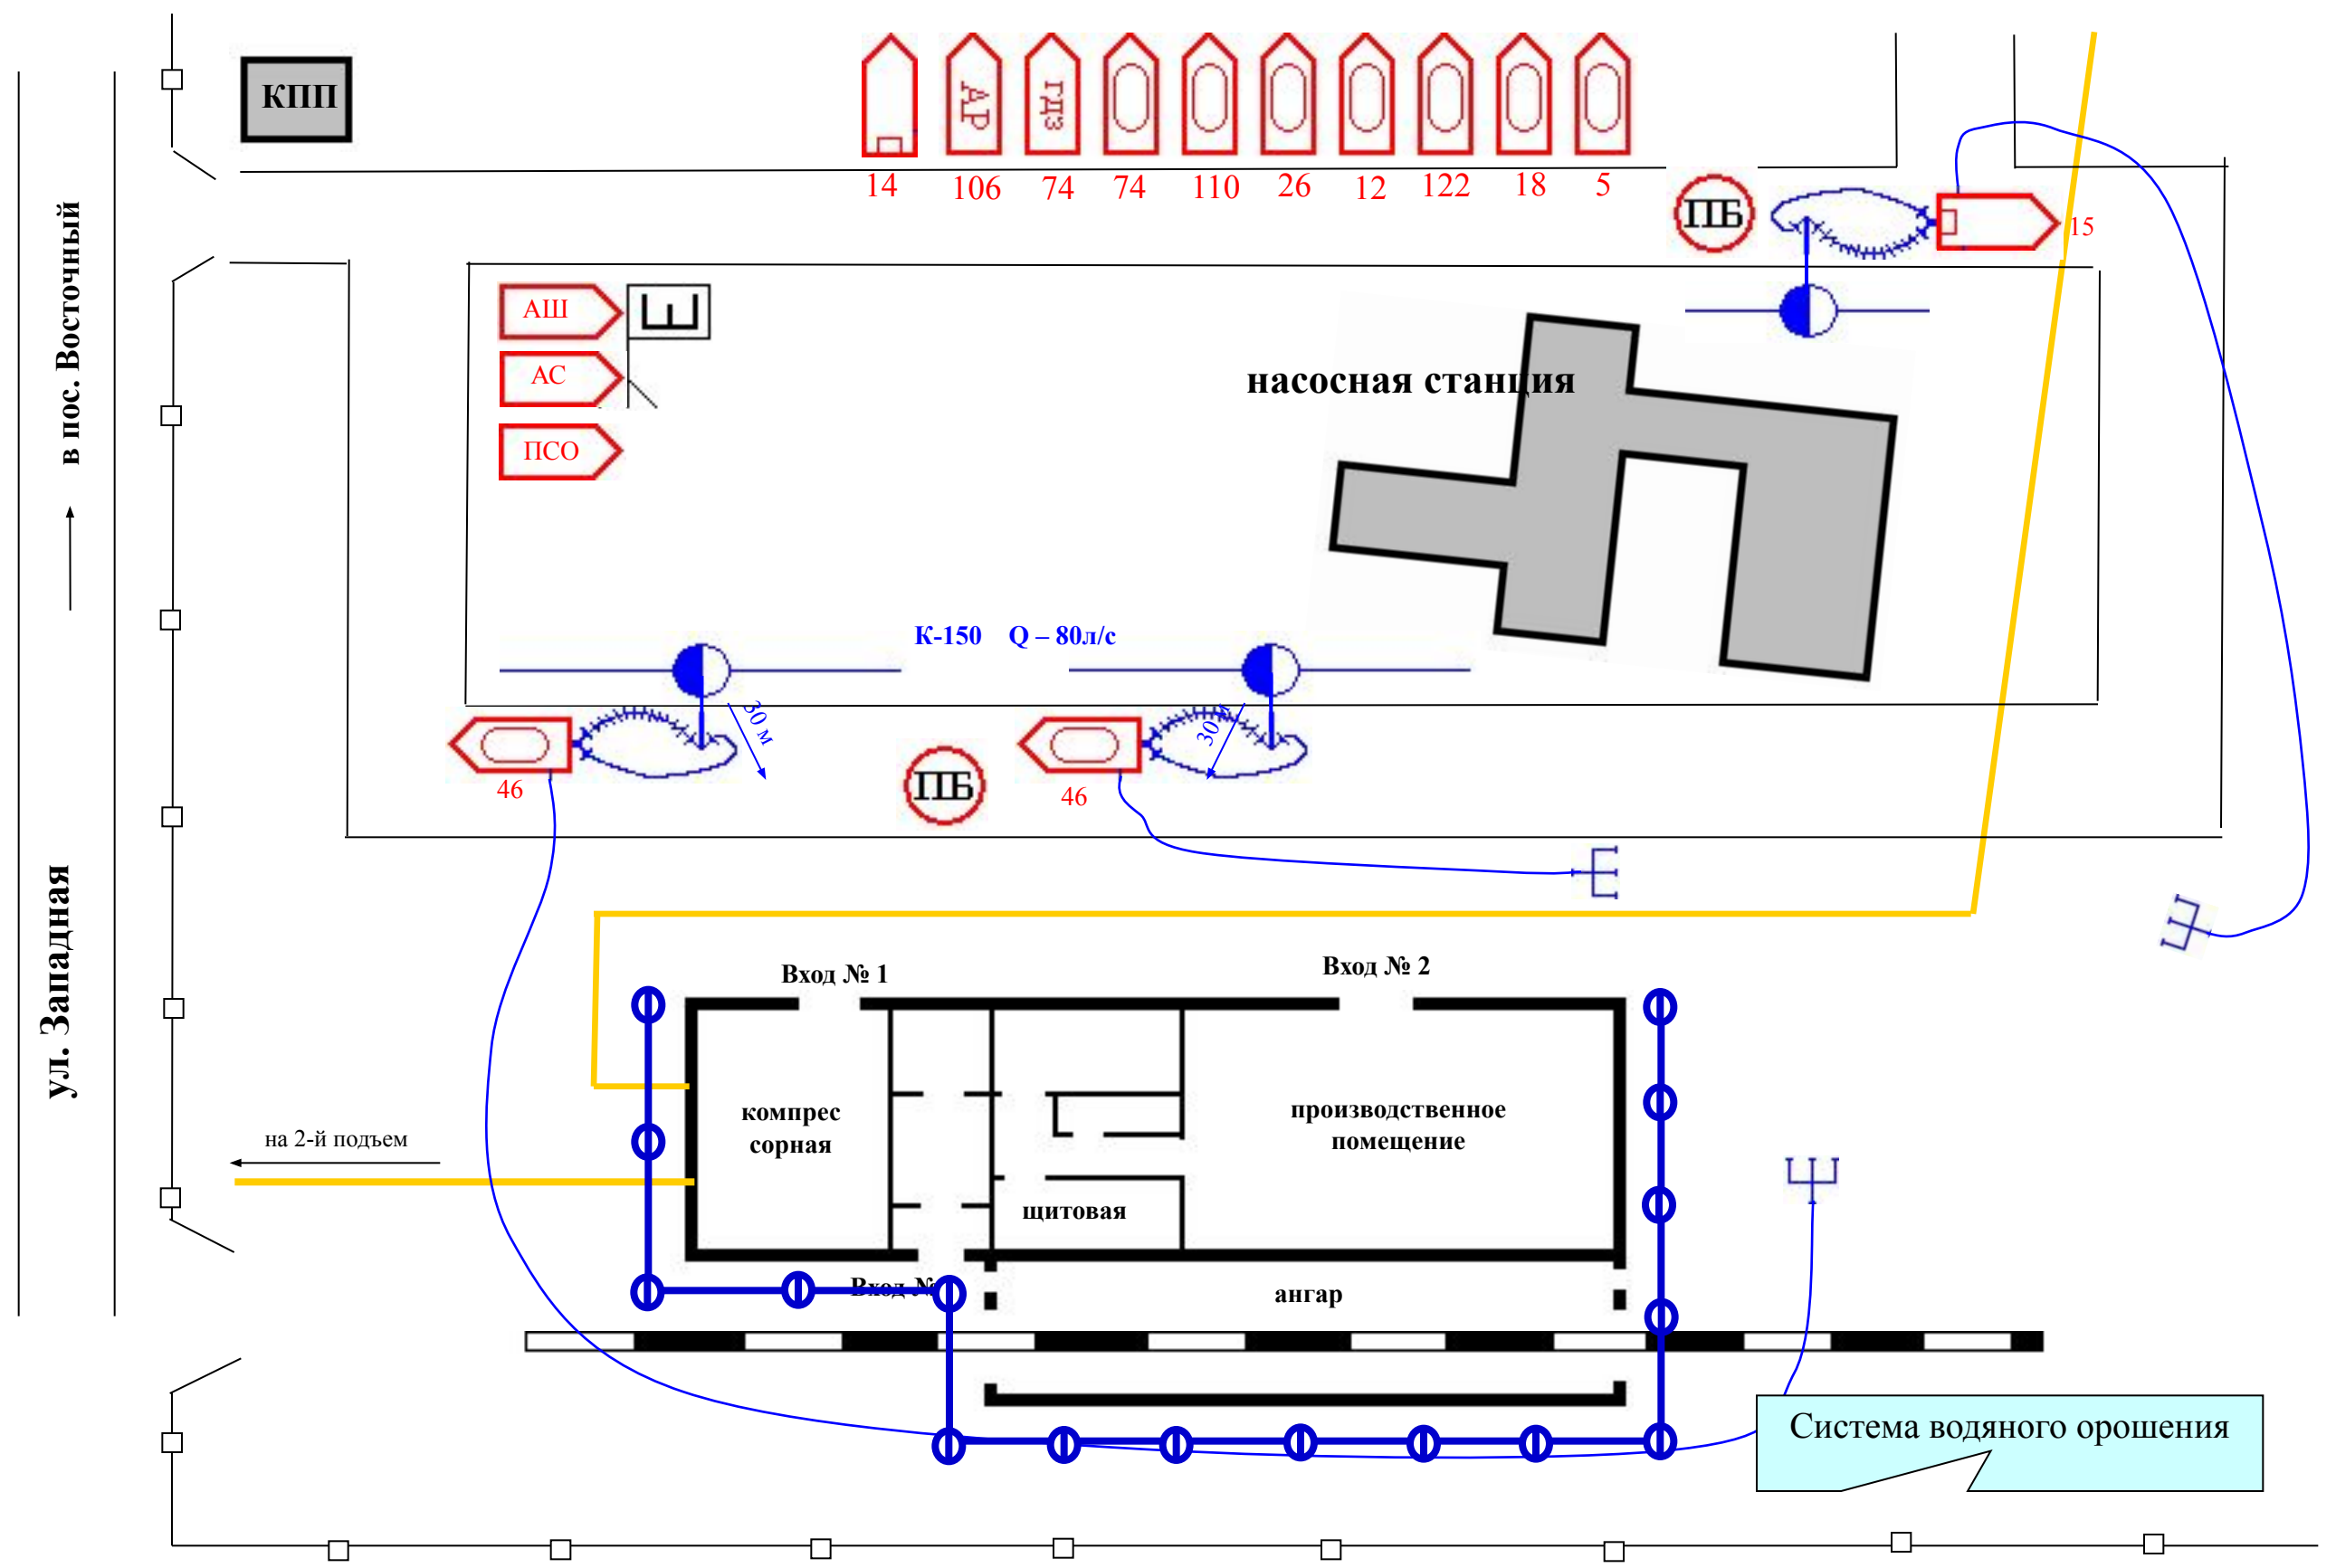 КПП
14
106
74
74
110
26
12
122
18
5
АР
ГДЗ
ПБ
15
в пос. Восточный
АШ
АС
ПСО
насосная станция
К-150 Q – 80л/с
30 м
30 м
46
ПБ
46
ул. Западная
Вход № 1
Вход № 2
компрес
сорная
производственное
помещение
на 2-й подъем
щитовая
Вход №
ангар
Система водяного орошения